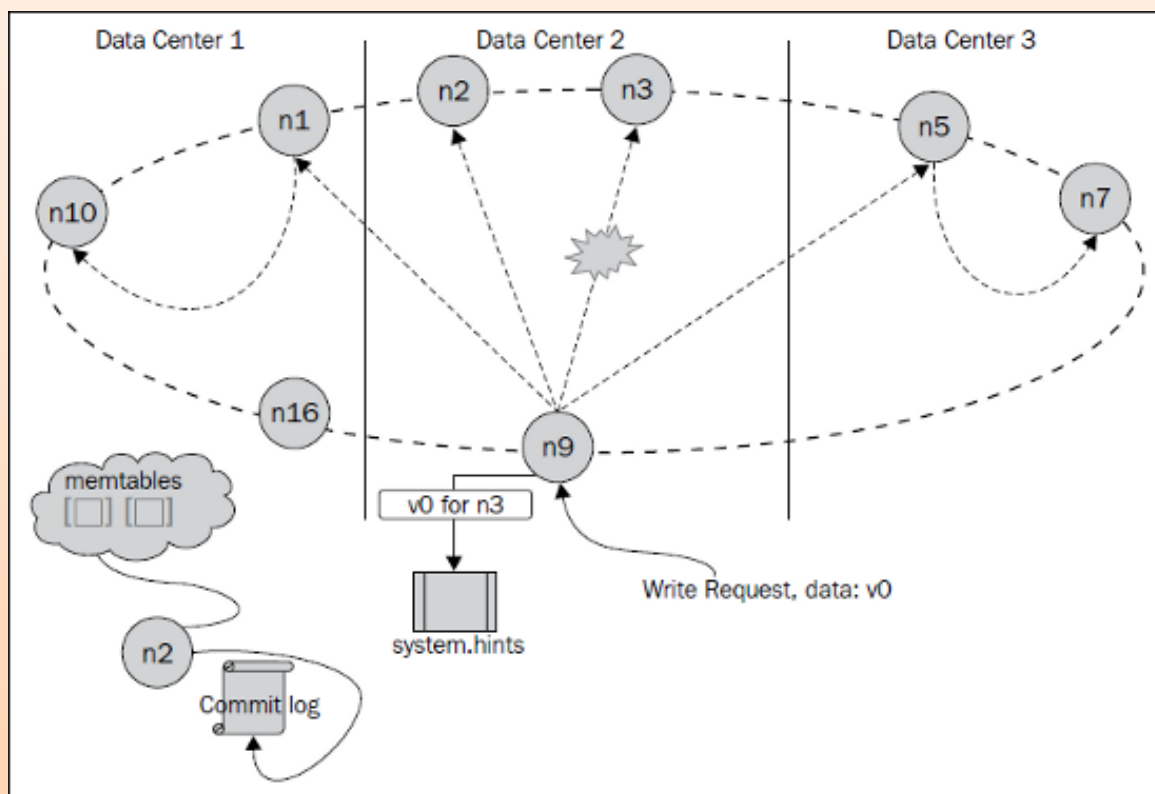 Data Center 1
Data Center 2
Data Center 3
n1
n2
n3
n5
n7
n10
n16
n9
memtables
[ ] [ ]
v0 for n3
Write Request, data: v0
system.hints
n2
Commit log